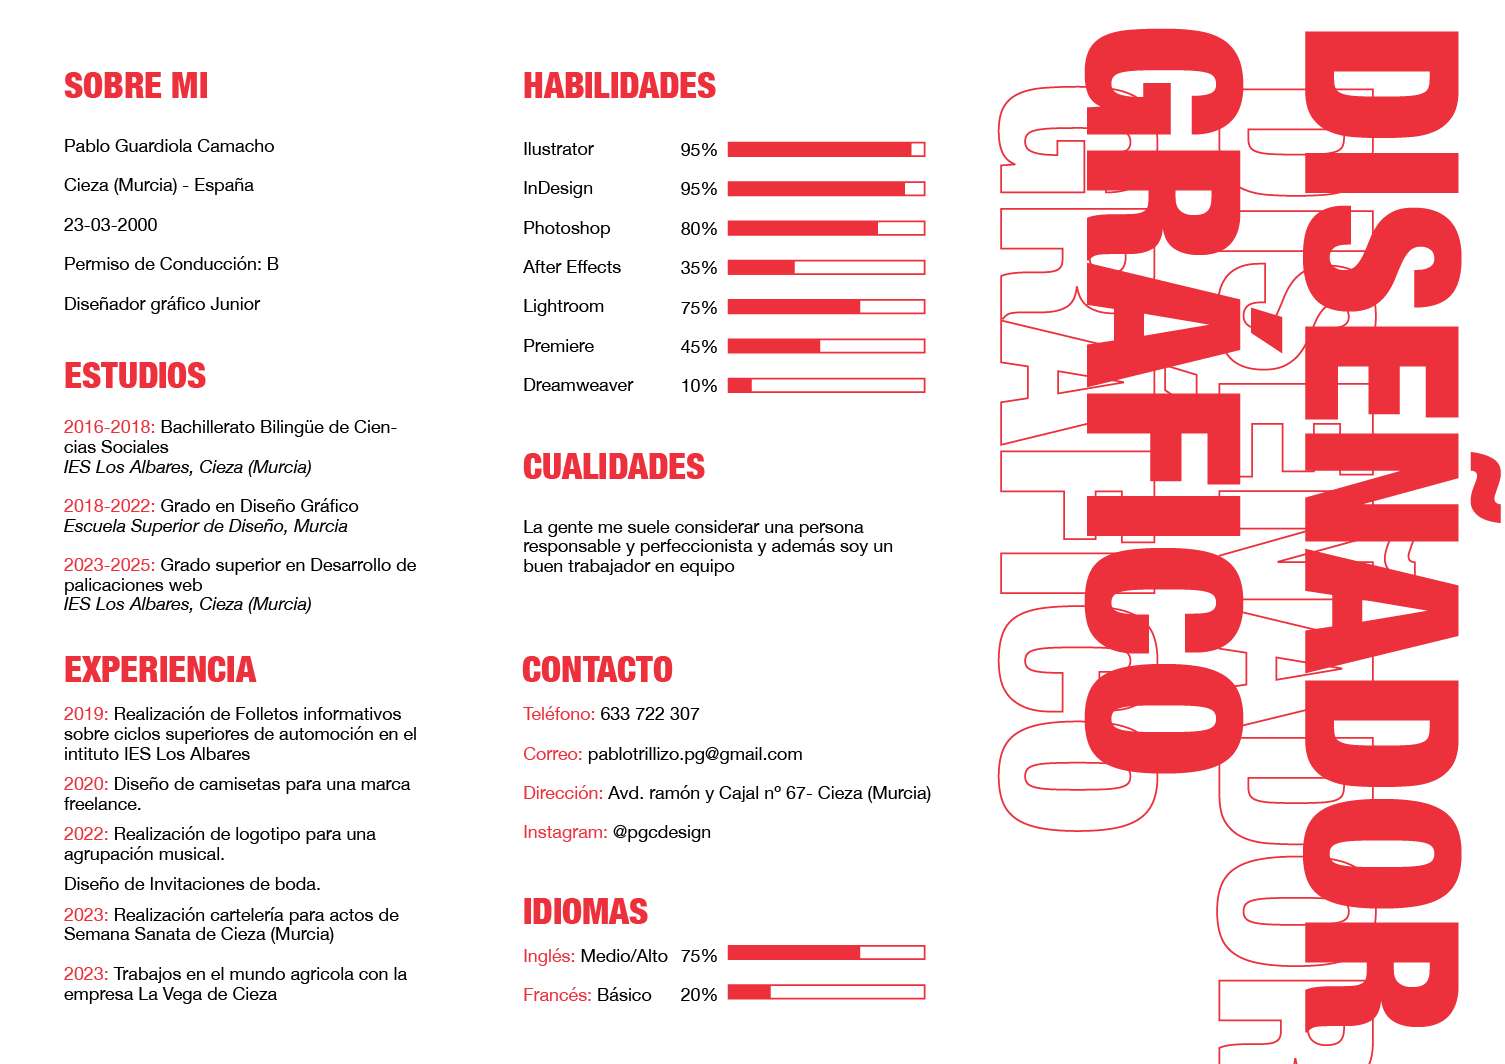 SOBRE MI
Pablo Guardiola Camacho
Cieza (Murcia) - España
23-03-2000
Permiso de Conducción: B
Diseñador gráfico Junior
ESTUDIOS
2016-2018: Bachillerato Bilingüe de Cien-
cias Sociales
IES Los Albares, Cieza (Murcia)
2018-2022: Grado en Diseño Gráfico
Escuela Superior de Diseño, Murcia
2023-2025: Grado superior en Desarrollo de
palicaciones web
IES Los Albares, Cieza (Murcia)
EXPERIENCIA
2019: Realización de Folletos informativos
sobre ciclos superiores de automoción en el
intituto IES Los Albares
2020: Diseño de camisetas para una marca
freelance.
2022: Realización de logotipo para una
agrupación musical.
Diseño de Invitaciones de boda.
2023: Realización cartelería para actos de
Semana Sanata de Cieza (Murcia)
2023: Trabajos en el mundo agricola con la
empresa La Vega de Cieza
HABILIDADES
Ilustrator 95%
InDesign 95%
Photoshop 80%
After Effects 35%
Lightroom 75%
Premiere 45%
Dreamweaver 10%
CUALIDADES
La gente me suele considerar una persona
responsable y perfeccionista y además soy un
buen trabajador en equipo
CONTACTO
Teléfono: 633 722 307
Correo: pablotrillizo.pg@gmail.com
Dirección: Avd. ramón y Cajal nº 67- Cieza (Murcia)
Instagram: @pgcdesign
IDIOMAS
Inglés: Medio/Alto 75%
Francés: Básico 20%
DISEÑADOR
GRÁFICO
DISEÑADOR
GRAFICO